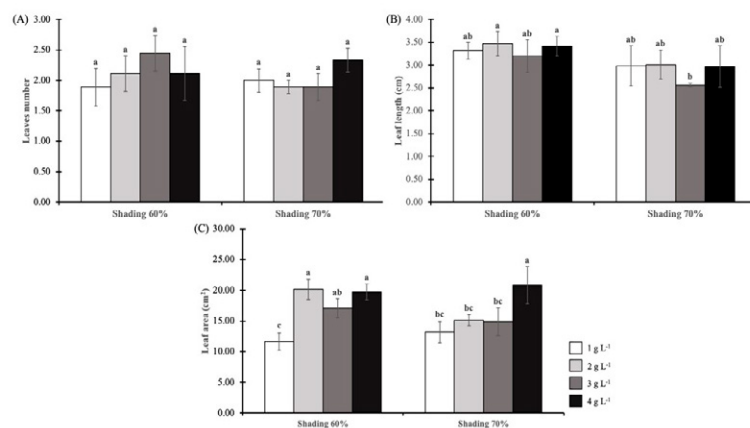 (A)
3.00
2.50
2.00
1.50
1.00
0.50
0.00
Leaves number
a a a a a a a a
Shading 60% Shading 70%
(B)
4.00
3.50
3.00
2.50
2.00
1.50
1.00
0.50
0.00
Leaf length (cm)
ab a ab a ab ab b ab
Shading 60% Shading 70%
(C)
30.00
25.00
20.00
15.00
10.00
5.00
0.00
Leaf area (cm²)
c a ab a bc bc bc a
Shading 60% Shading 70%
1 g L⁻¹
2 g L⁻¹
3 g L⁻¹
4 g L⁻¹